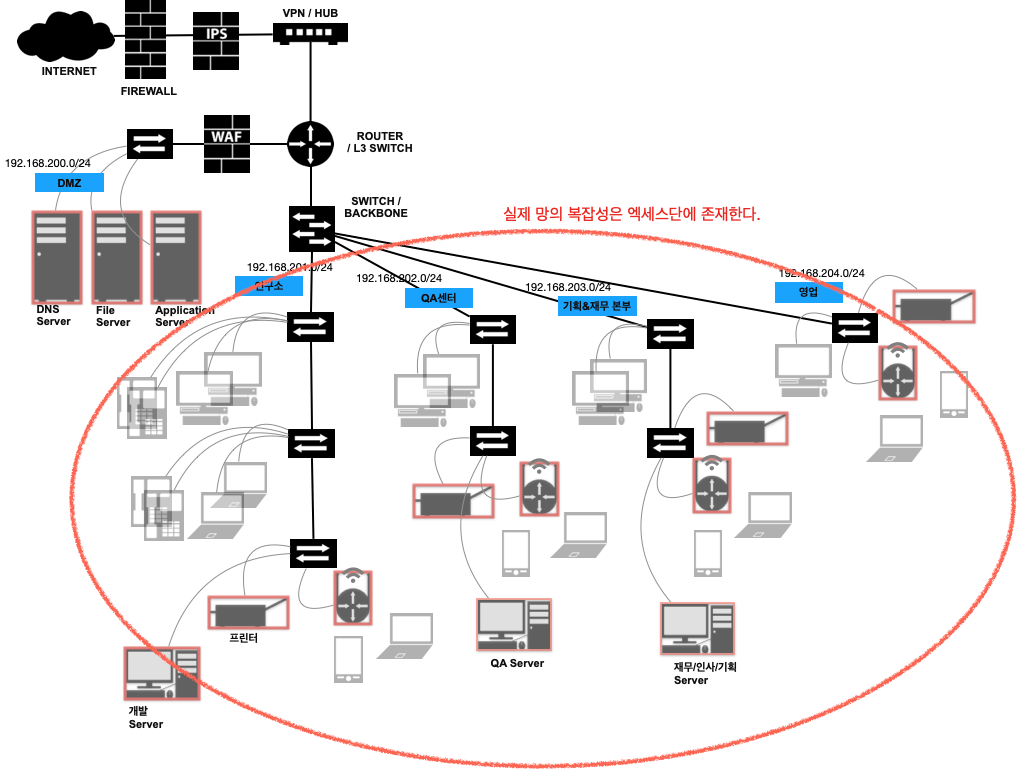 VPN / HUB
IPS
INTERNET
FIREWALL
WAF
ROUTER
/ L3 SWITCH
192.168.200.0/24
DMZ
SWITCH /
BACKBONE
실제 망의 복잡성은 엑세스단에 존재한다.
DNS
Server
File
Server
Application
Server
192.168.201.0/24
연구소
192.168.202.0/24
QA센터
192.168.203.0/24
기획&재무 본부
192.168.204.0/24
영업
프린터
개발
Server
QA Server
재무/인사/기획
Server